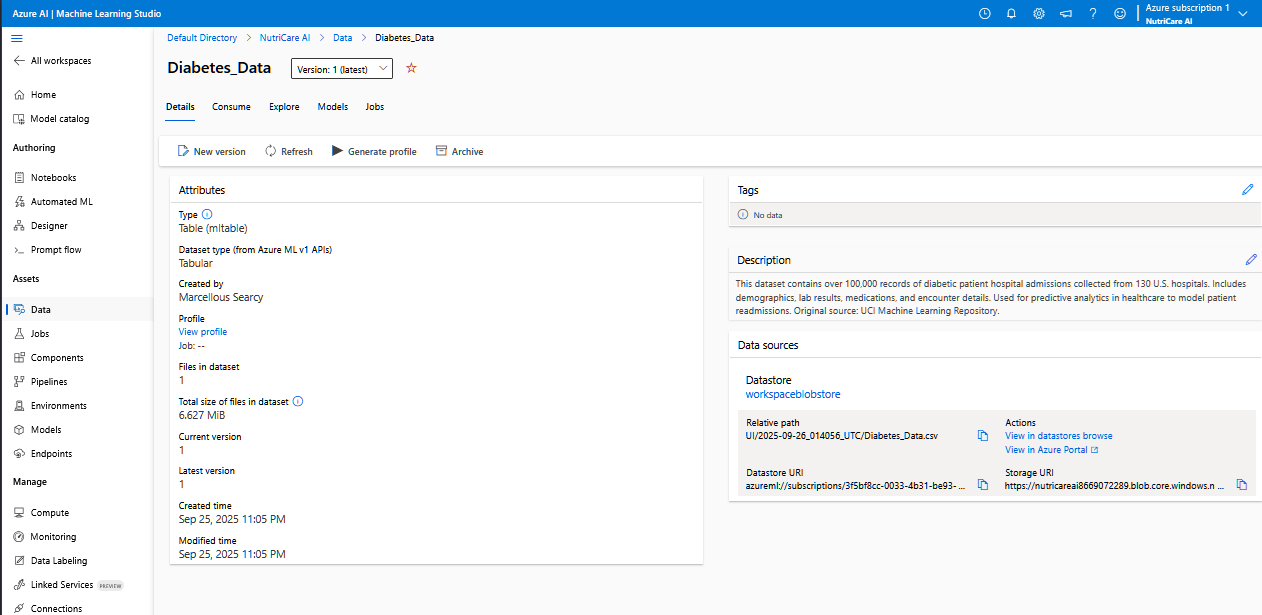 Azure AI | Machine Learning Studio
Azure subscription 1
NutriCare AI
All workspaces
Home
Model catalog
Authoring
Notebooks
Automated ML
Designer
Prompt flow
Assets
Data
Jobs
Components
Pipelines
Environments
Models
Endpoints
Manage
Compute
Monitoring
Data Labeling
Linked Services PREVIEW
Connections
Default Directory > NutriCare AI > Data > Diabetes_Data
Diabetes_Data
Version: 1 (latest)
Details Consume Explore Models Jobs
New version Refresh Generate profile Archive
Attributes
Type
Table (mltable)
Dataset type (from Azure ML v1 APIs)
Tabular
Created by
Marcellous Searcy
Profile
View profile
Job: --
Files in dataset
1
Total size of files in dataset
6.627 MiB
Current version
1
Latest version
1
Created time
Sep 25, 2025 11:05 PM
Modified time
Sep 25, 2025 11:05 PM
Tags
No data
Description
This dataset contains over 100,000 records of diabetic patient hospital admissions collected from 130 U.S. hospitals. Includes
demographics, lab results, medications, and encounter details. Used for predictive analytics in healthcare to model patient
readmissions. Original source: UCI Machine Learning Repository.
Data sources
Datastore
workspaceblobstore
Relative path
UI/2025-09-26_014056_UTC/Diabetes_Data.csv
Actions
View in datastores browse
View in Azure Portal
Datastore URI
azureml://subscriptions/3f5bf8cc-0033-4b31-be93-...
Storage URI
https://nutricareai8669072289.blob.core.windows.n ...